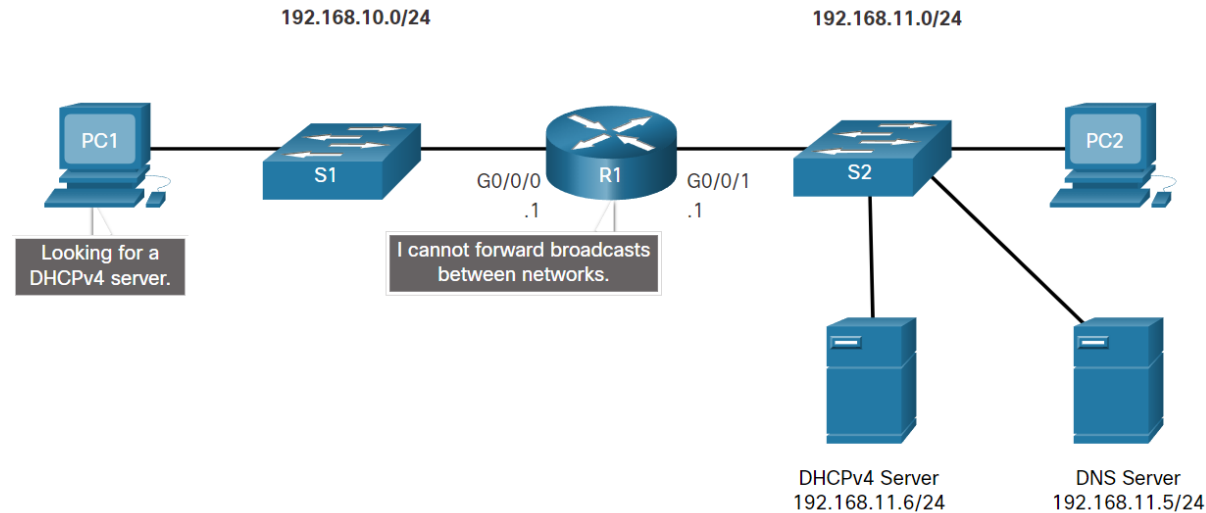 192.168.10.0/24
192.168.11.0/24
PC1
S1
G0/0/0
.1
R1
G0/0/1
.1
S2
PC2
Looking for a
DHCPv4 server.
I cannot forward broadcasts
between networks.
DHCPv4 Server
192.168.11.6/24
DNS Server
192.168.11.5/24